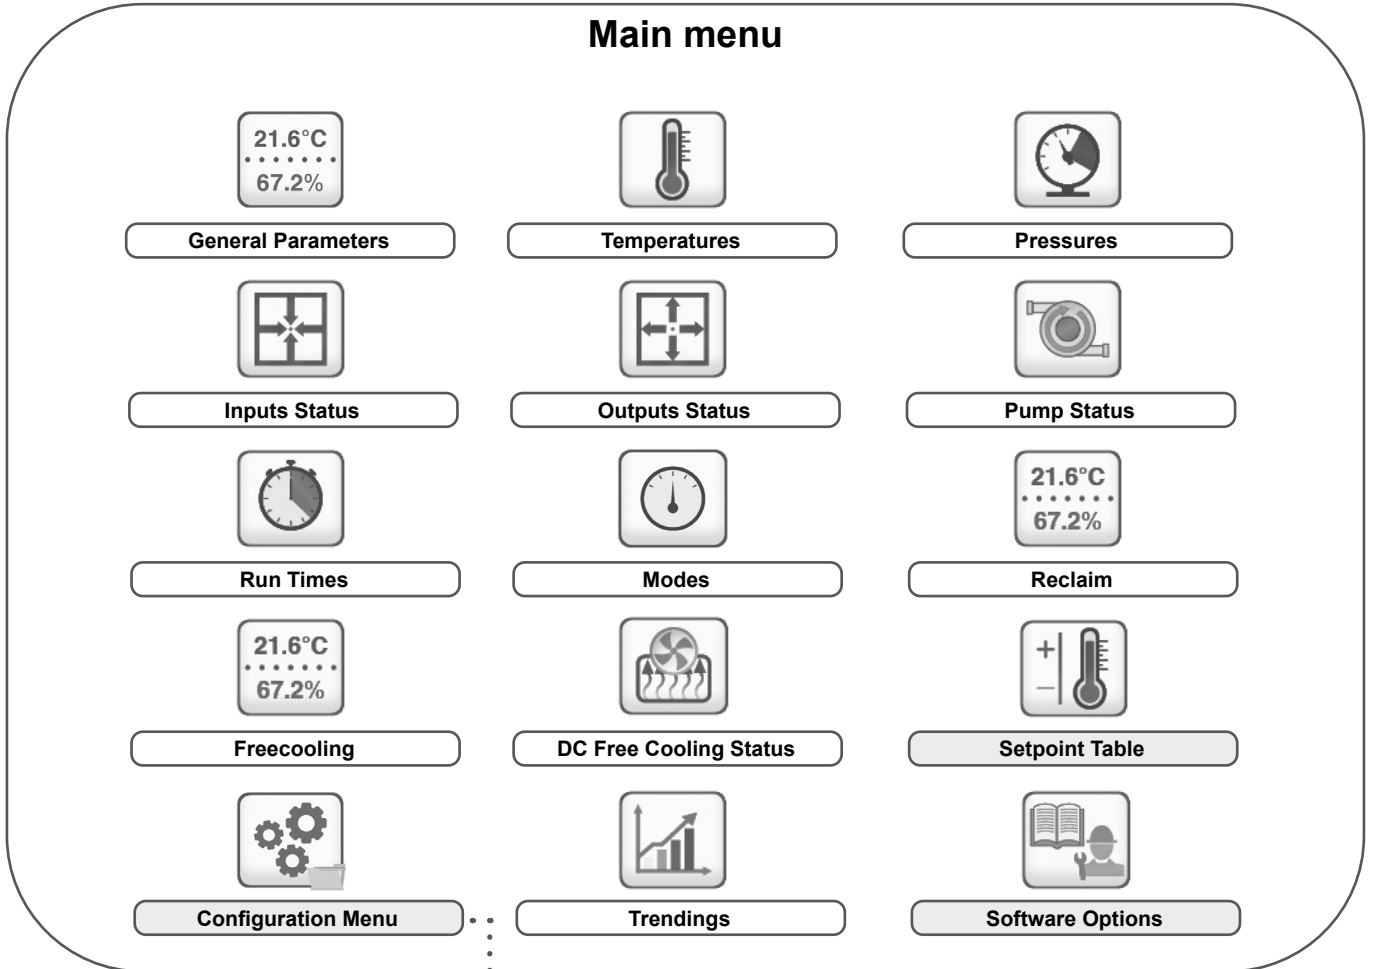 Main menu
21.6°C
67.2%
General Parameters
Temperatures
Pressures
Inputs Status
Outputs Status
Pump Status
Run Times
Modes
21.6°C
67.2%
Reclaim
21.6°C
67.2%
Freecooling
DC Free Cooling Status
+
−
Setpoint Table
Configuration Menu
Trendings
Software Options